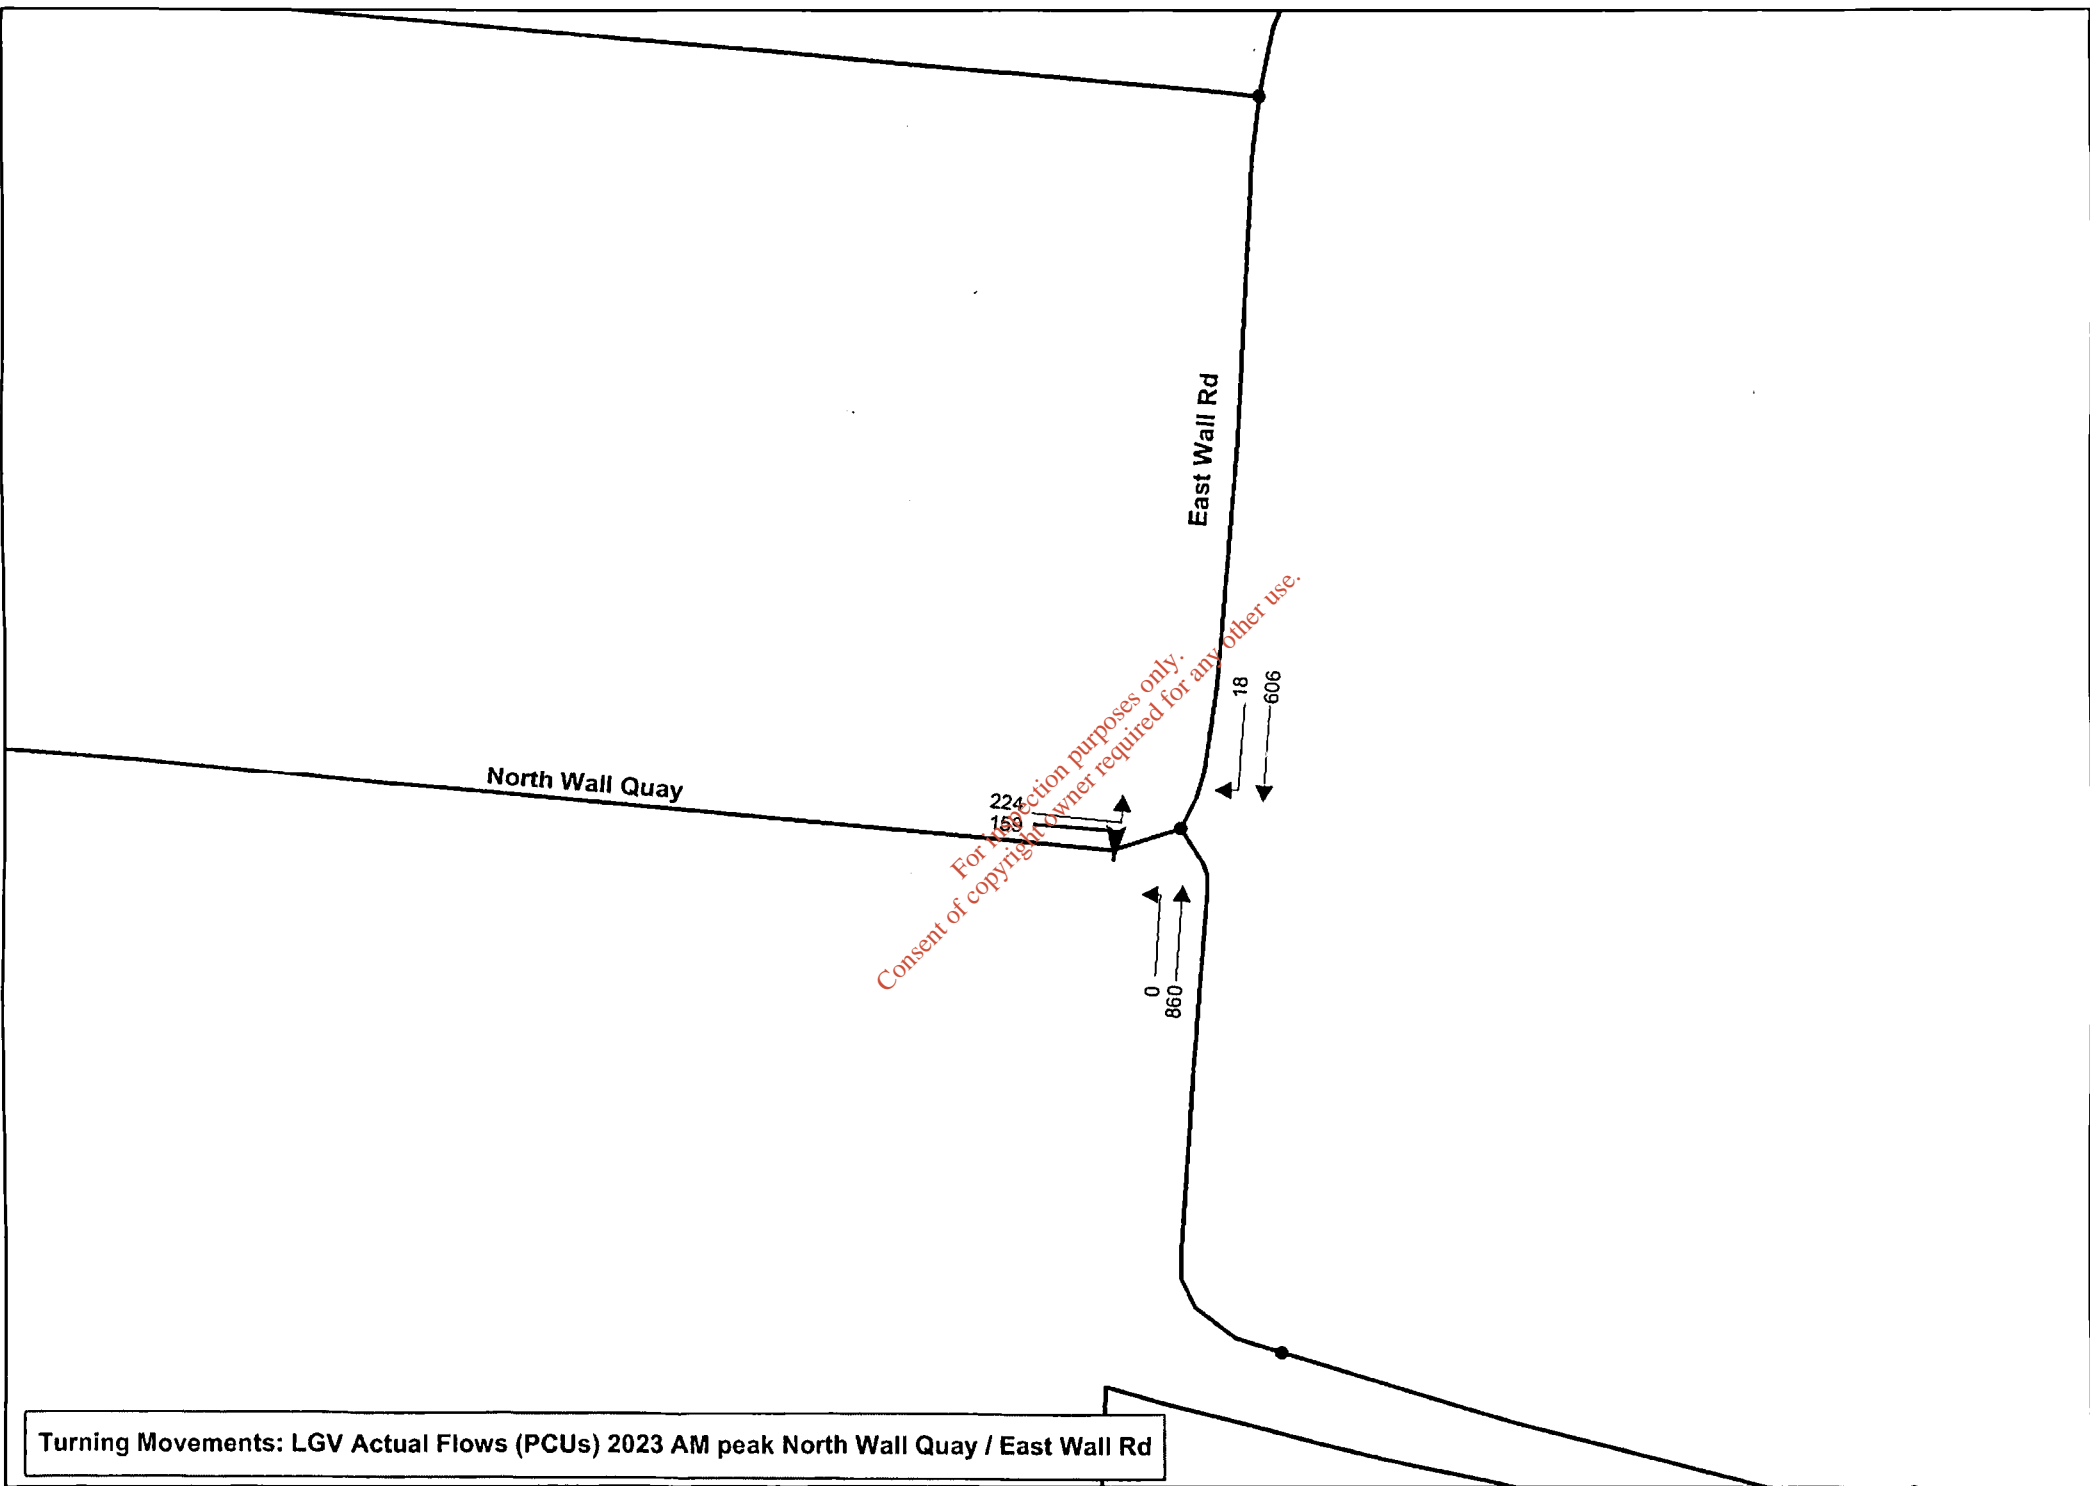 East Wall Rd
18
606
North Wall Quay
224
159
0
860
For inspection purposes only.
Consent of copyright owner required for any other use.
Turning Movements: LGV Actual Flows (PCUs) 2023 AM peak North Wall Quay / East Wall Rd